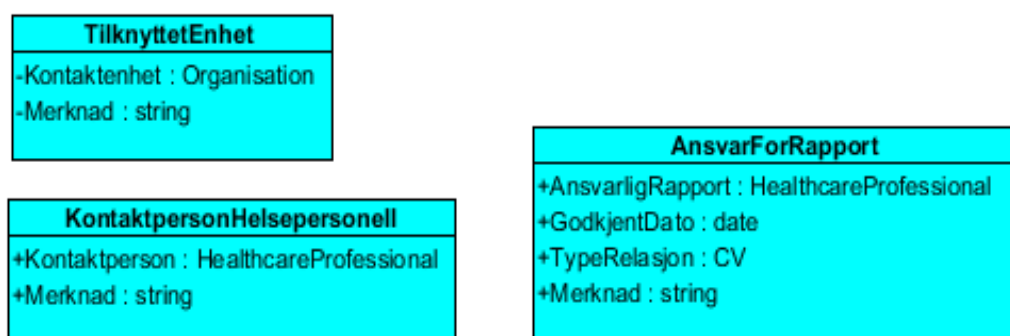 TilknyttetEnhet
-Kontaktenhet : Organisation
-Merknad : string
KontaktpersonHelsepersonell
+Kontaktperson : HealthcareProfessional
+Merknad : string
AnsvarForRapport
+AnsvarligRapport : HealthcareProfessional
+GodkjentDato : date
+TypeRelasjon : CV
+Merknad : string